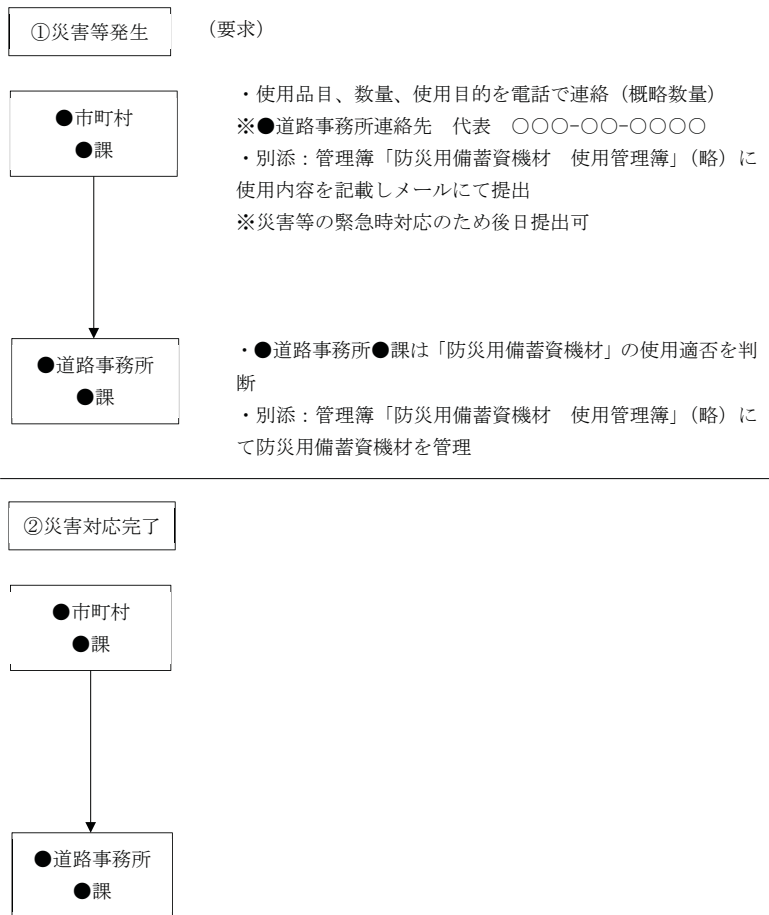 ①災害等発生　（要求）
●市町村
●課
・使用品目、数量、使用目的を電話で連絡（概略数量）
※●道路事務所連絡先　代表　○○○-○○-○○○○
・別添：管理簿「防災用備蓄資機材　使用管理簿」（略）に
使用内容を記載しメールにて提出
※災害等の緊急時対応のため後日提出可
●道路事務所
●課
・●道路事務所●課は「防災用備蓄資機材」の使用適否を判
断
・別添：管理簿「防災用備蓄資機材　使用管理簿」（略）に
て防災用備蓄資機材を管理
②災害対応完了
●市町村
●課
●道路事務所
●課